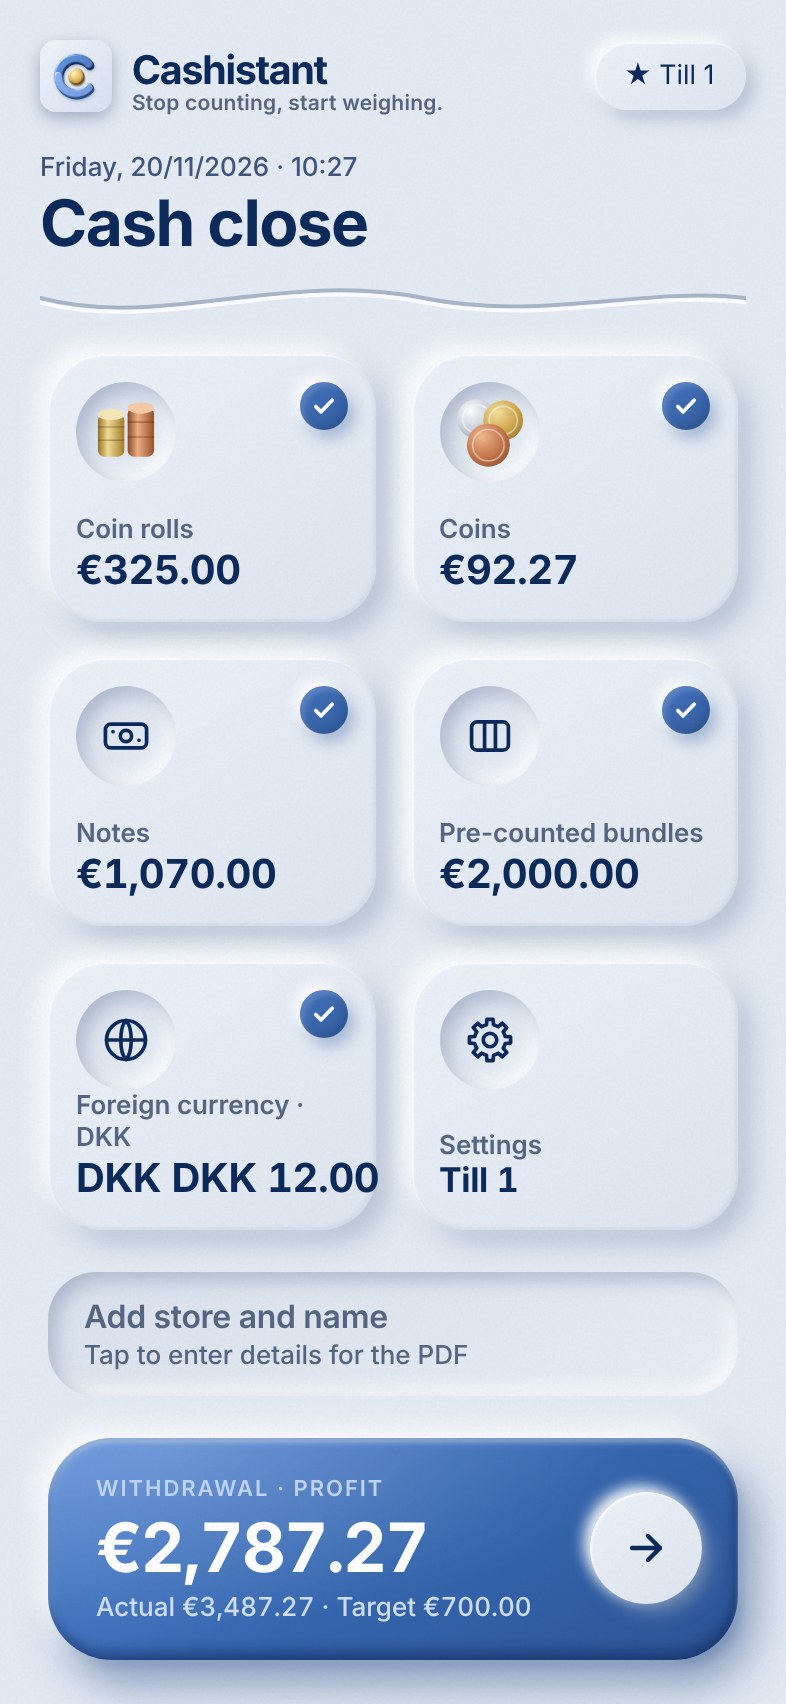 Cashistant
Stop counting, start weighing.
★ Till 1
Friday, 20/11/2026 · 10:27
Cash close
Coin rolls
€325.00
Coins
€92.27
Notes
€1,070.00
Pre-counted bundles
€2,000.00
Foreign currency ·
DKK
DKK DKK 12.00
Settings
Till 1
Add store and name
Tap to enter details for the PDF
WITHDRAWAL · PROFIT
€2,787.27
Actual €3,487.27 · Target €700.00